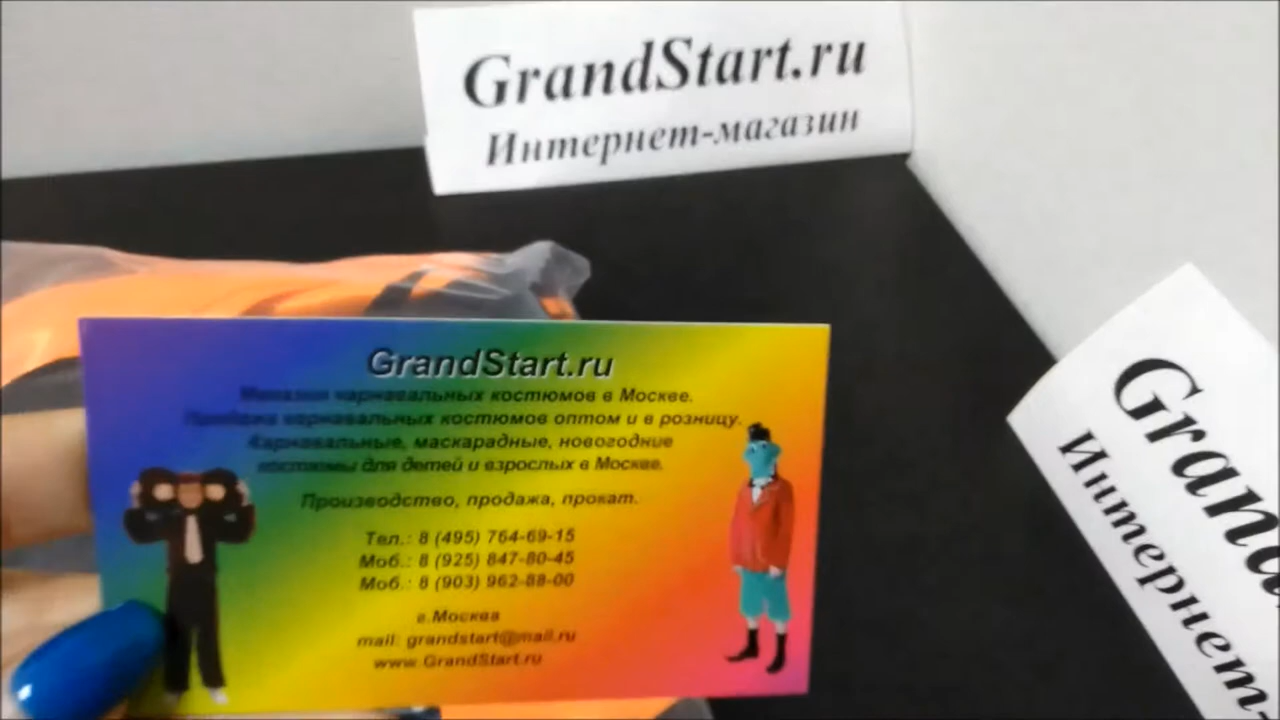 GrandStart.ru
Интернет-магазин
GrandStart.ru
Магазин карнавальных костюмов в Москве.
Продажа карнавальных костюмов оптом и в розницу.
Карнавальные, маскарадные, новогодние
костюмы для детей и взрослых в Москве.
Производство, продажа, прокат.
Тел.: 8 (495) 764-69-15
Моб.: 8 (925) 847-80-45
Моб.: 8 (903) 962-88-00
г.Москва
mail: grandstart@mail.ru
www.GrandStart.ru
Grand
Интернет-